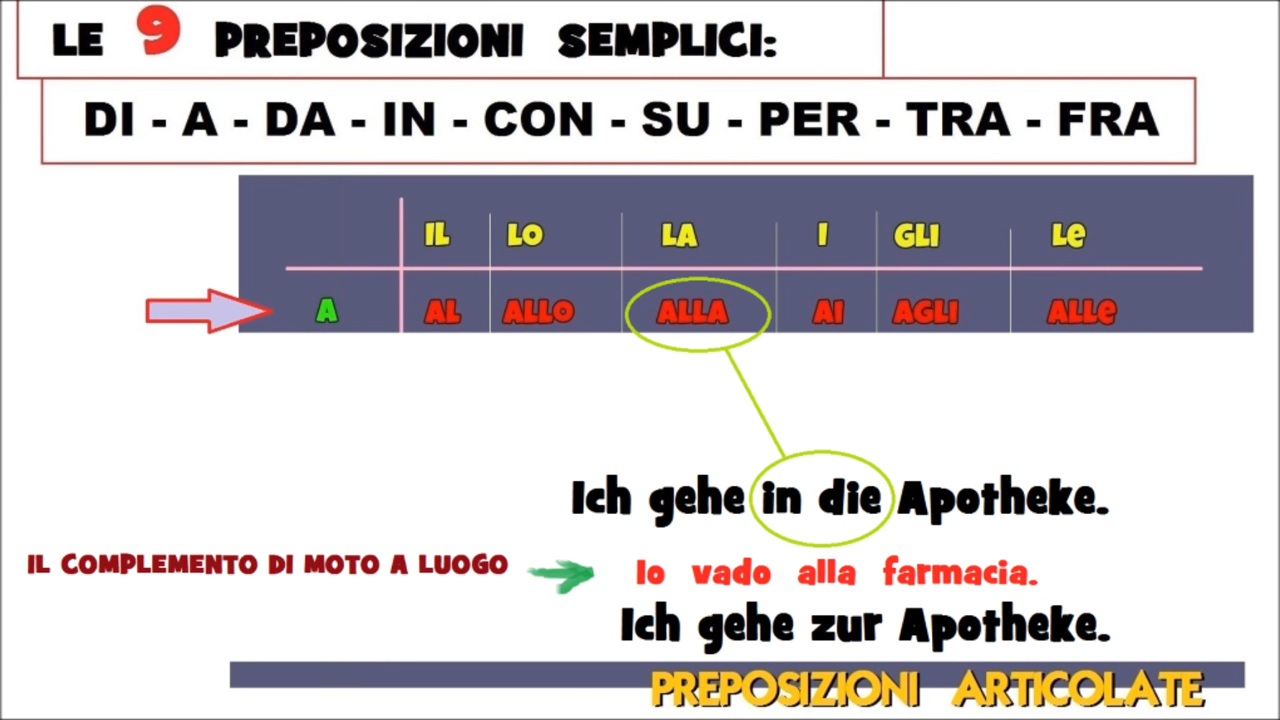 LE 9 PREPOSIZIONI SEMPLICI:
DI - A - DA - IN - CON - SU - PER - TRA - FRA
IL LO LA I GLI Le
A AL ALLO ALLA AI AGLI ALLe
Ich gehe in die Apotheke.
IL COMPLEMENTO DI MOTO A LUOGO
Io vado alla farmacia.
Ich gehe zur Apotheke.
PREPOSIZIONI ARTICOLATE